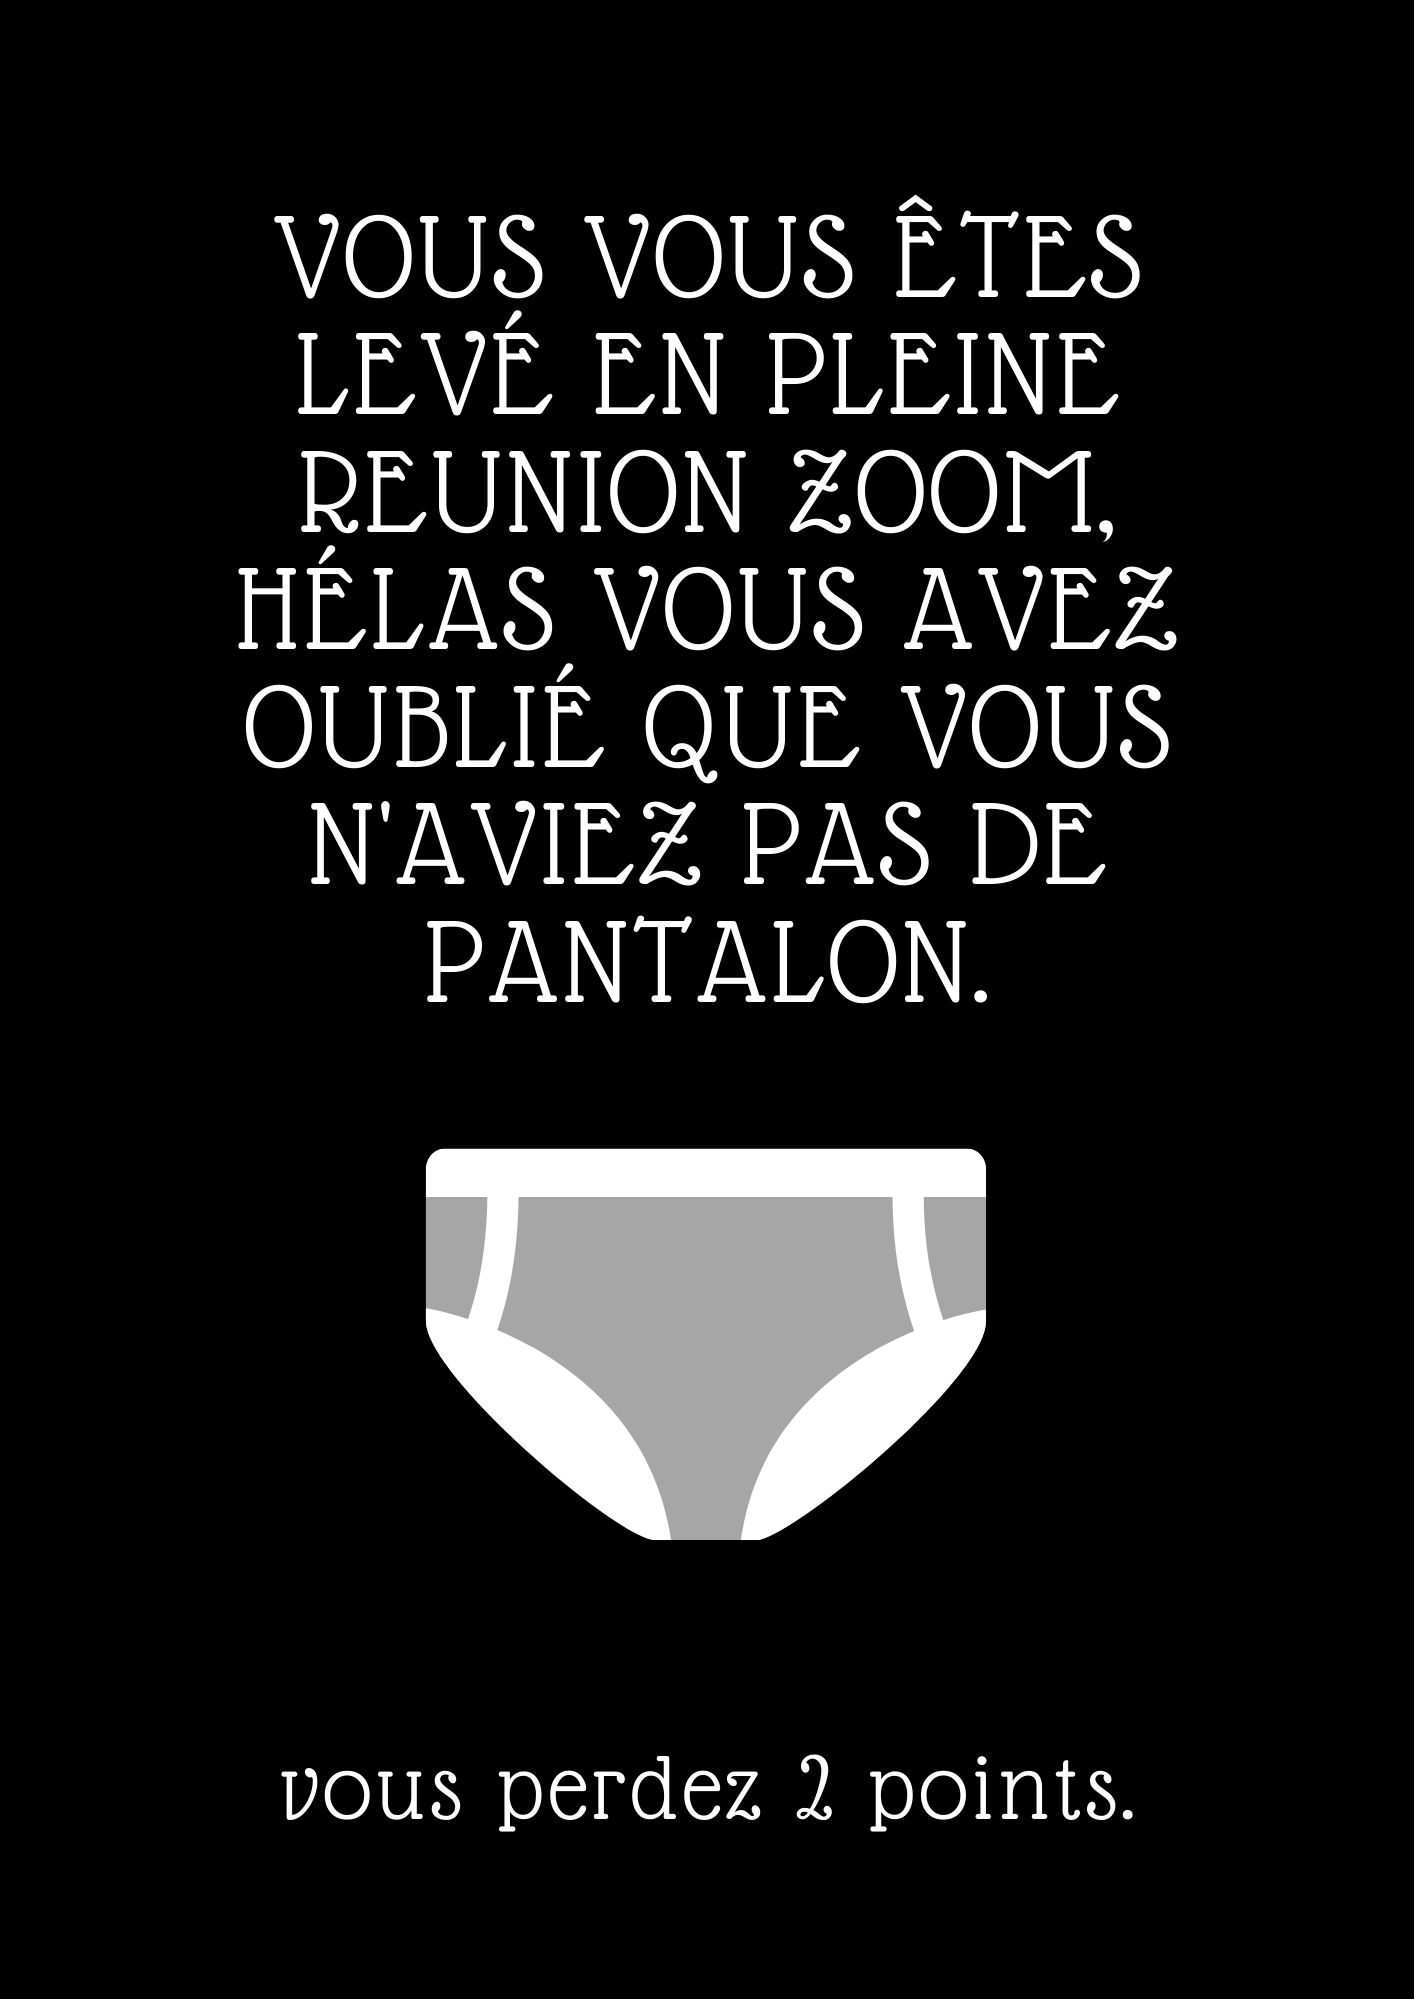 VOUS VOUS ÊTES
LEVÉ EN PLEINE
REUNION ZOOM,
HÉLAS VOUS AVEZ
OUBLIÉ QUE VOUS
N'AVIEZ PAS DE
PANTALON.
vous perdez 2 points.